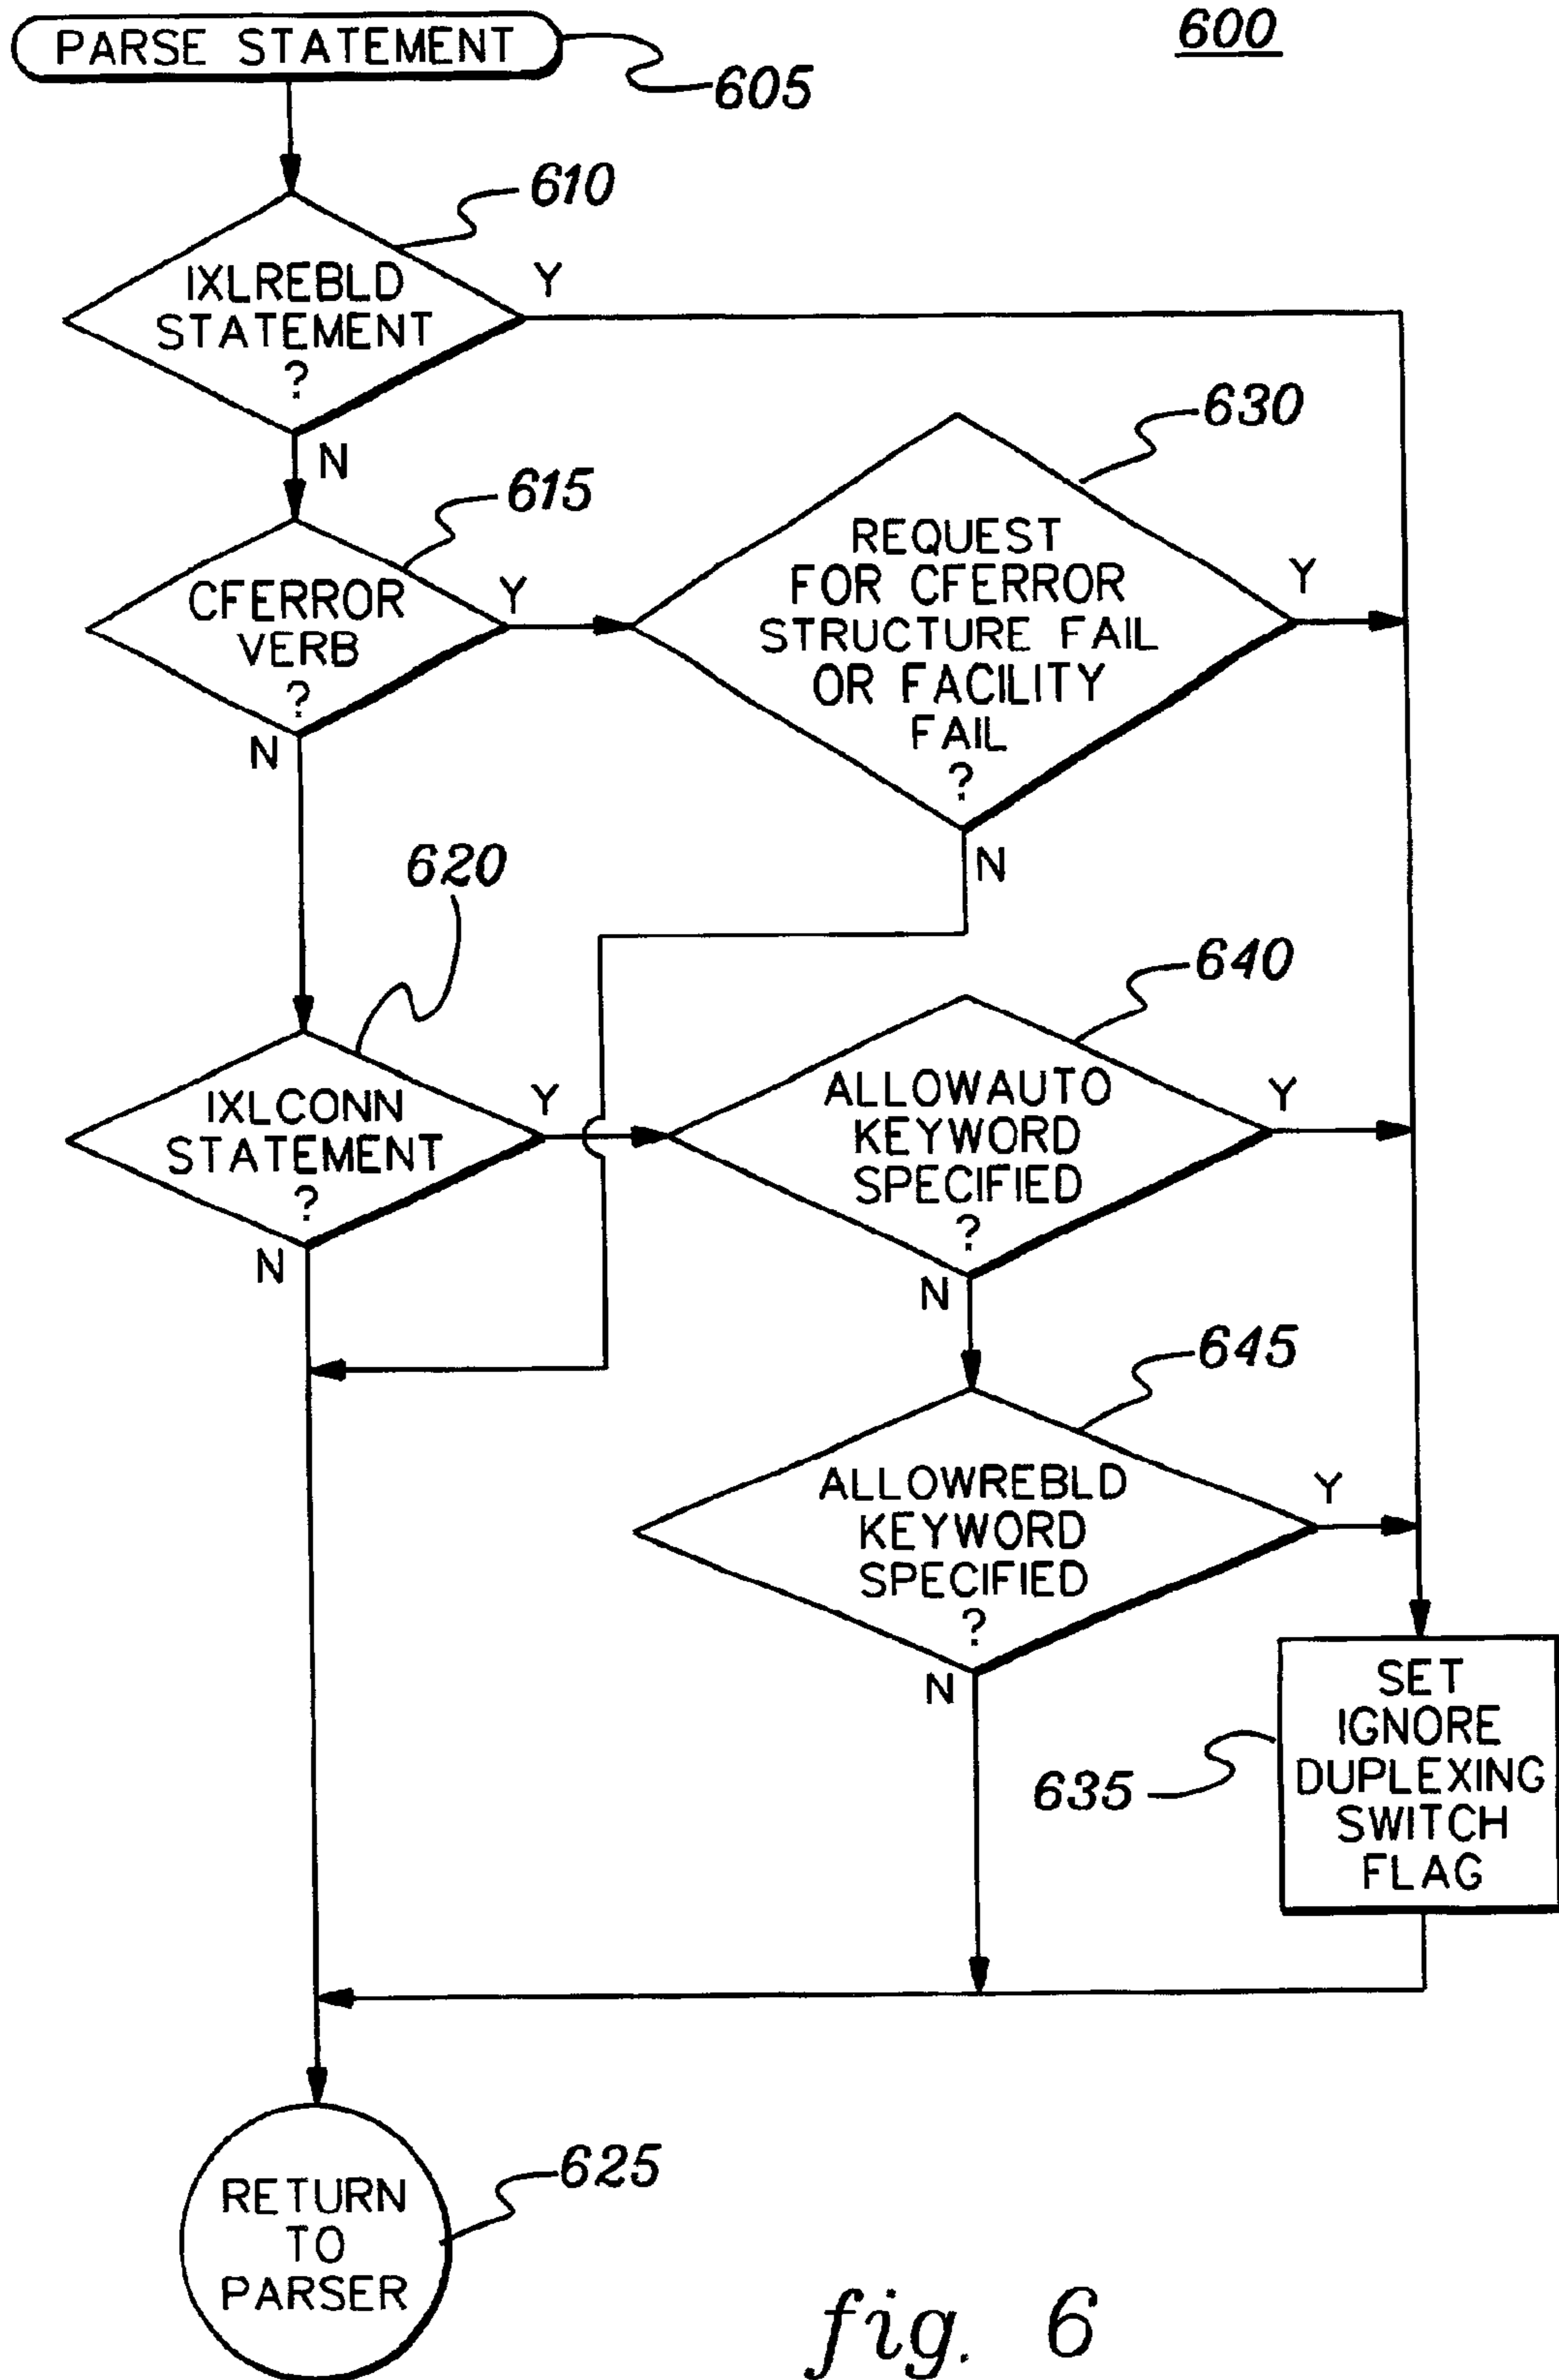 PARSE STATEMENT
605
600
610
IXLREBLD
STATEMENT
?
Y
N
615
CFERROR
VERB
?
Y
N
630
REQUEST
FOR CFERROR
STRUCTURE FAIL
OR FACILITY
FAIL
?
Y
N
620
IXLCONN
STATEMENT
?
Y
N
640
ALLOWAUTO
KEYWORD
SPECIFIED
?
Y
N
645
ALLOWREBLD
KEYWORD
SPECIFIED
?
Y
N
SET
IGNORE
DUPLEXING
SWITCH
FLAG
635
RETURN
TO
PARSER
625
fig. 6